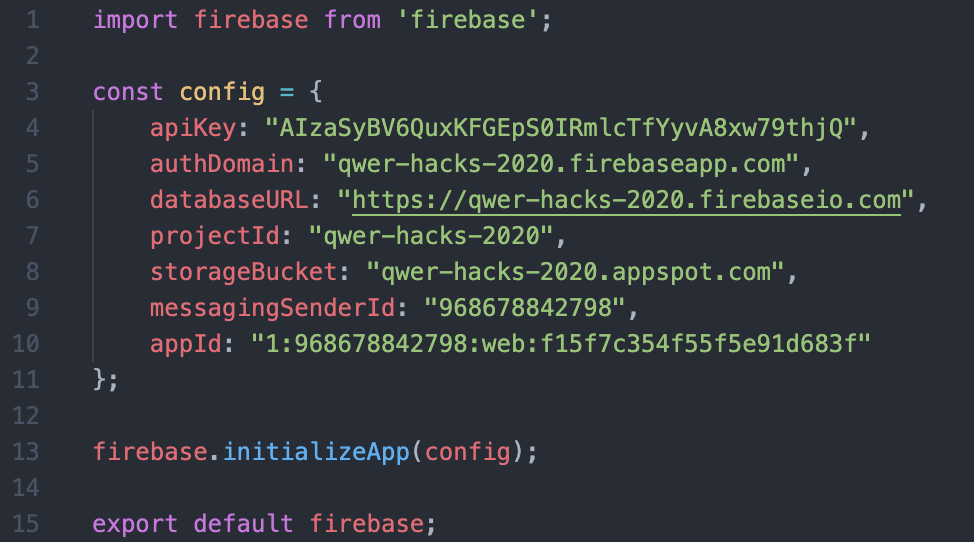 1 import firebase from 'firebase';
2
3 const config = {
4 apiKey: "AIzaSyBV6QuxKFGEpS0IRmlcTfYyvA8xw79thjQ",
5 authDomain: "qwer-hacks-2020.firebaseapp.com",
6 databaseURL: "https://qwer-hacks-2020.firebaseio.com",
7 projectId: "qwer-hacks-2020",
8 storageBucket: "qwer-hacks-2020.appspot.com",
9 messagingSenderId: "968678842798",
10 appId: "1:968678842798:web:f15f7c354f55f5e91d683f"
11 };
12
13 firebase.initializeApp(config);
14
15 export default firebase;